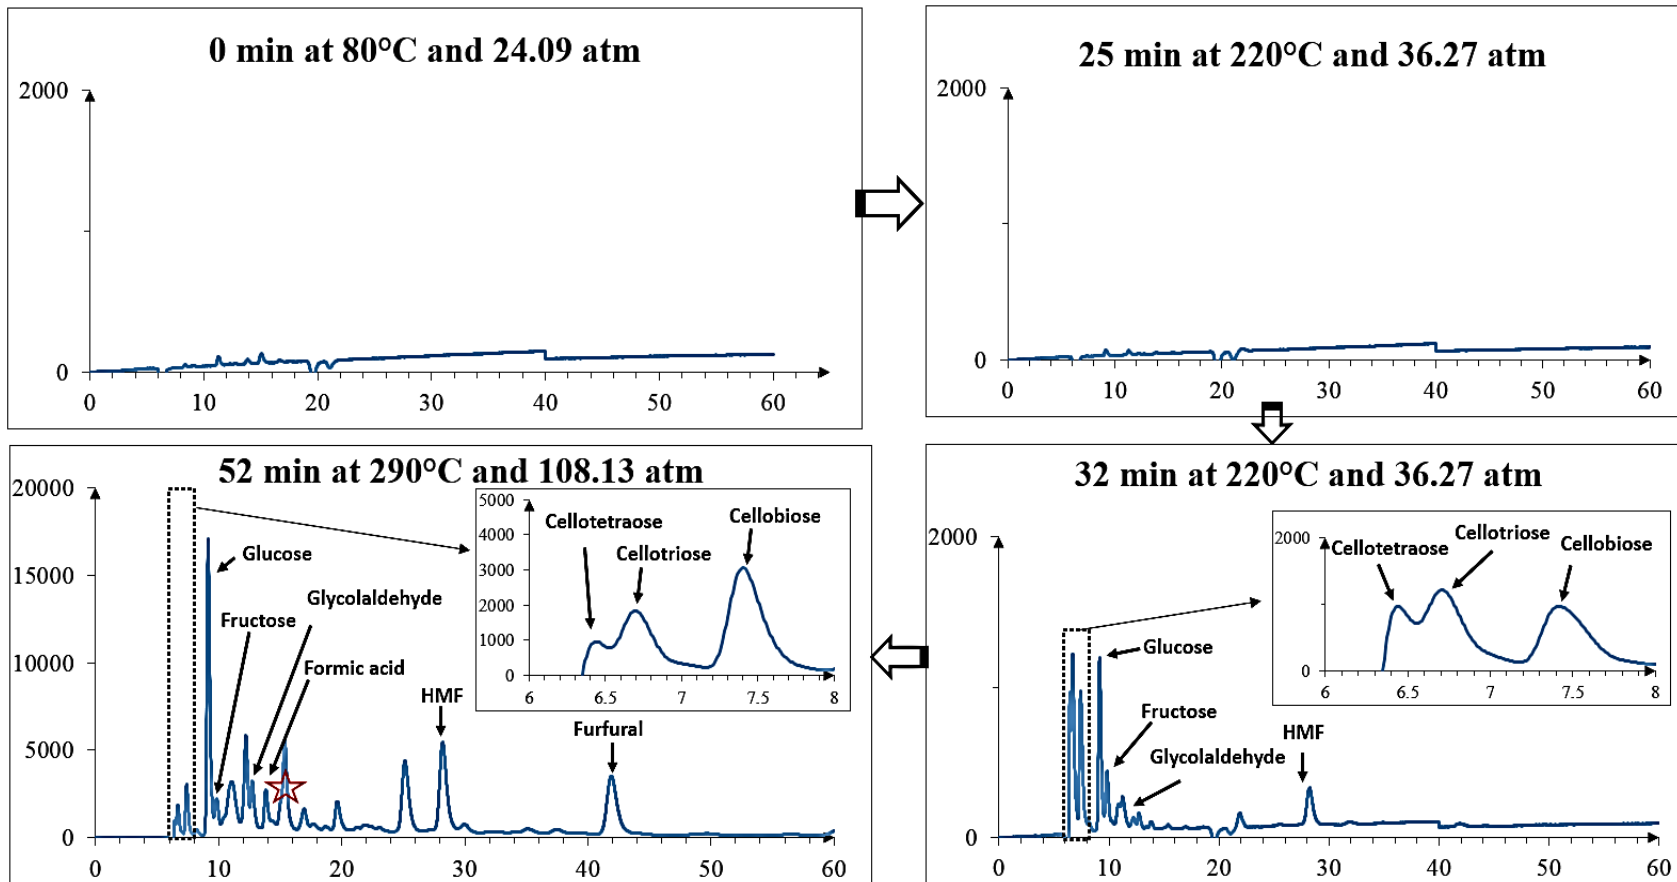 0 min at 80°C and 24.09 atm
2000
0
0 10 20 30 40 50 60
25 min at 220°C and 36.27 atm
2000
0
0 10 20 30 40 50 60
52 min at 290°C and 108.13 atm
20000
15000
10000
5000
0
0 10 20 30 40 50 60
Glucose
Fructose
Glycolaldehyde
Formic acid
HMF
Furfural
5000
4000
3000
2000
1000
0
6 6.5 7 7.5 8
Cellotetraose
Cellotriose
Cellobiose
32 min at 220°C and 36.27 atm
2000
0
0 10 20 30 40 50 60
Glucose
Fructose
Glycolaldehyde
HMF
2000
0
6 6.5 7 7.5 8
Cellotetraose
Cellotriose
Cellobiose